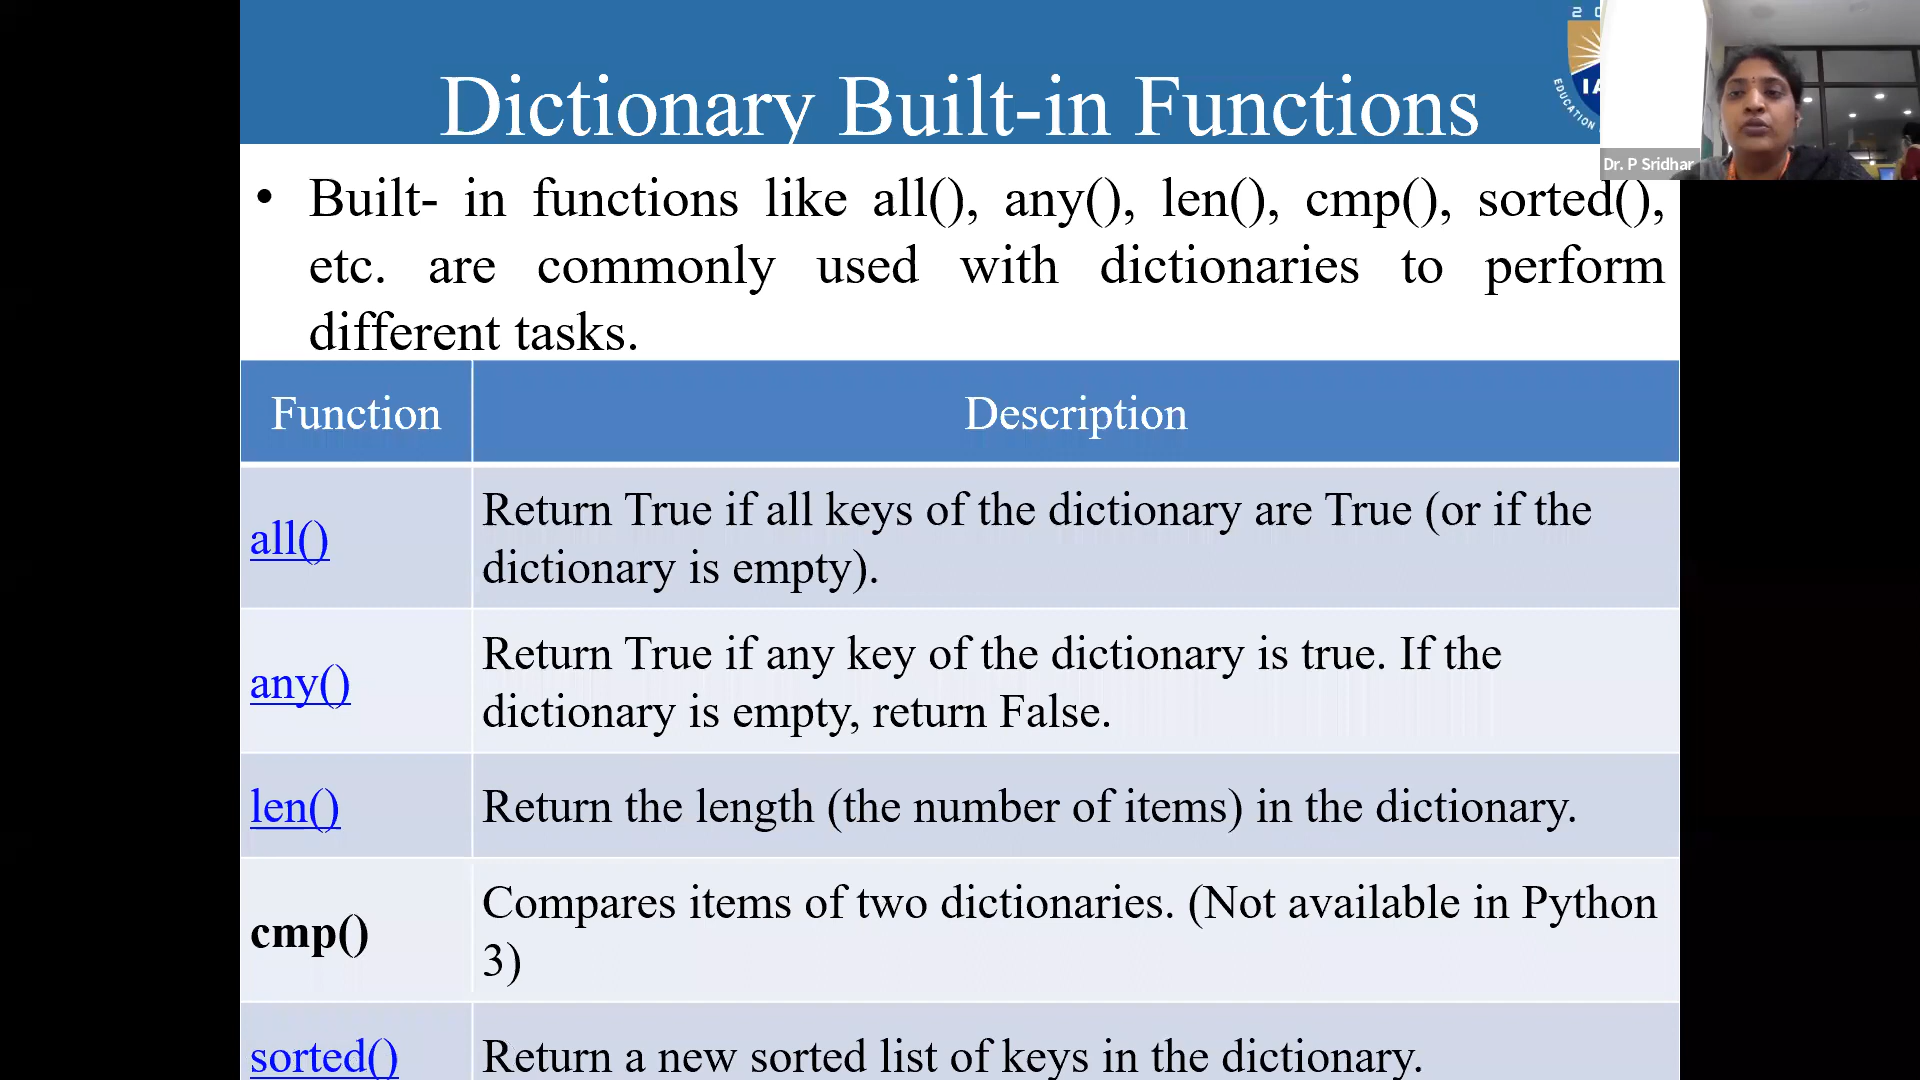 Dictionary Built-in Functions
Dr. P Sridhar
• Built- in functions like all(), any(), len(), cmp(), sorted(),
etc. are commonly used with dictionaries to perform
different tasks.
Function Description
all() Return True if all keys of the dictionary are True (or if the
dictionary is empty).
any() Return True if any key of the dictionary is true. If the
dictionary is empty, return False.
len() Return the length (the number of items) in the dictionary.
cmp() Compares items of two dictionaries. (Not available in Python
3)
sorted() Return a new sorted list of keys in the dictionary.
EDUCATION